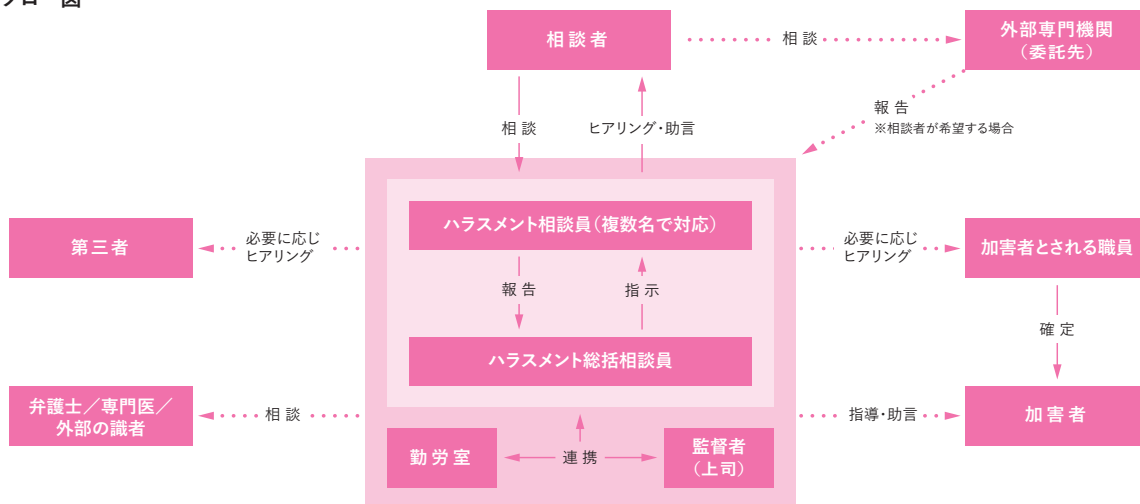 フロー図
相談者
相談
外部専門機関
（委託先）
報告
※相談者が希望する場合
相談
ヒアリング・助言
ハラスメント相談員（複数名で対応）
第三者
必要に応じ
ヒアリング
必要に応じ
ヒアリング
加害者とされる職員
報告
指示
確定
ハラスメント総括相談員
弁護士／専門医／
外部の識者
相談
指導・助言
加害者
勤労室
連携
監督者
（上司）